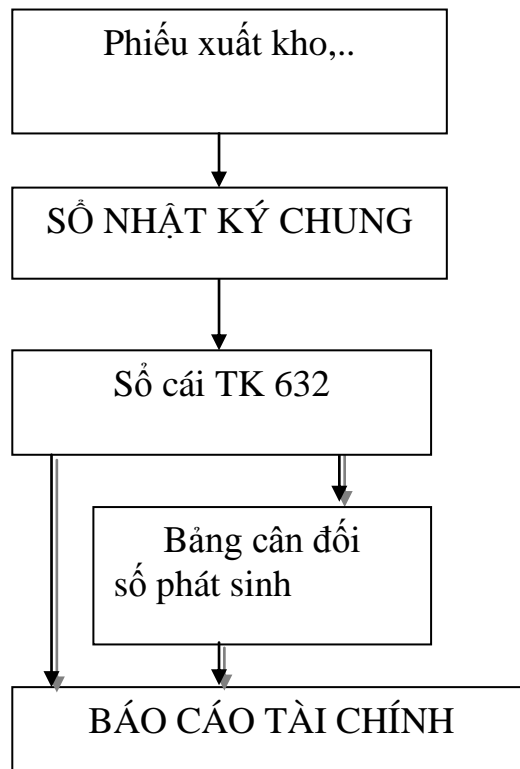 Phiếu xuất kho,..
SỔ NHẬT KÝ CHUNG
Sổ cái TK 632
Bảng cân đối
số phát sinh
BÁO CÁO TÀI CHÍNH